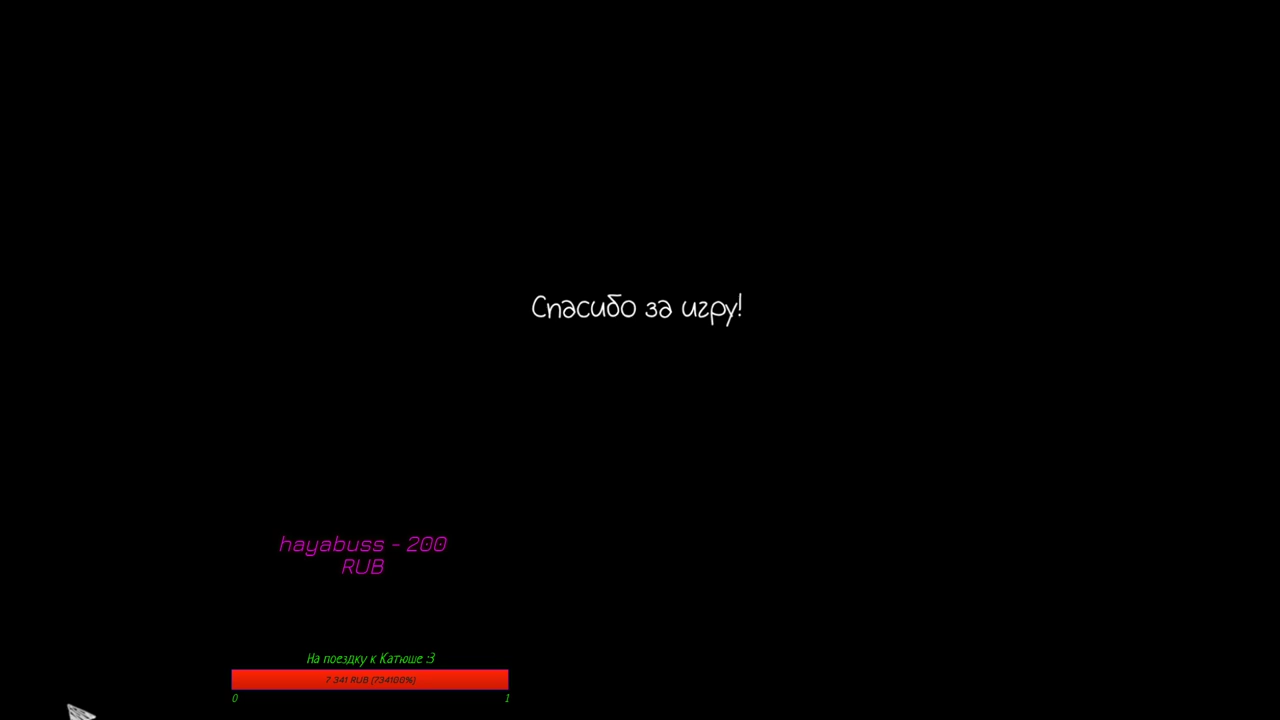 Спасибо за игру!
hayabuss - 200
RUB
На поездку к Катюше :3
7 341 RUB (734100%)
0 1